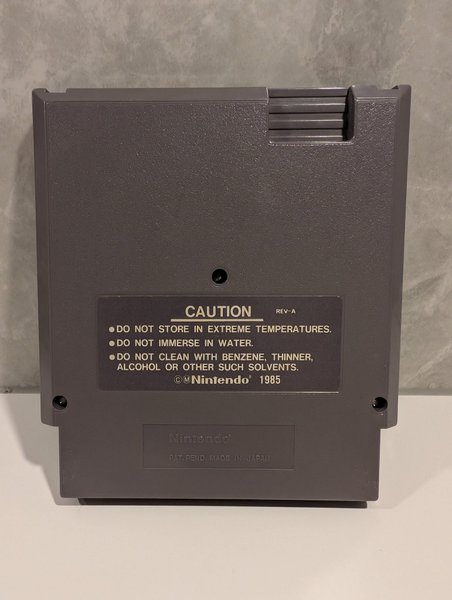 CAUTION REV-A
●DO NOT STORE IN EXTREME TEMPERATURES.
●DO NOT IMMERSE IN WATER.
●DO NOT CLEAN WITH BENZENE, THINNER,
ALCOHOL OR OTHER SUCH SOLVENTS.
©ⓂNintendo® 1985
Nintendo®
PAT. PEND. MADE IN JAPAN